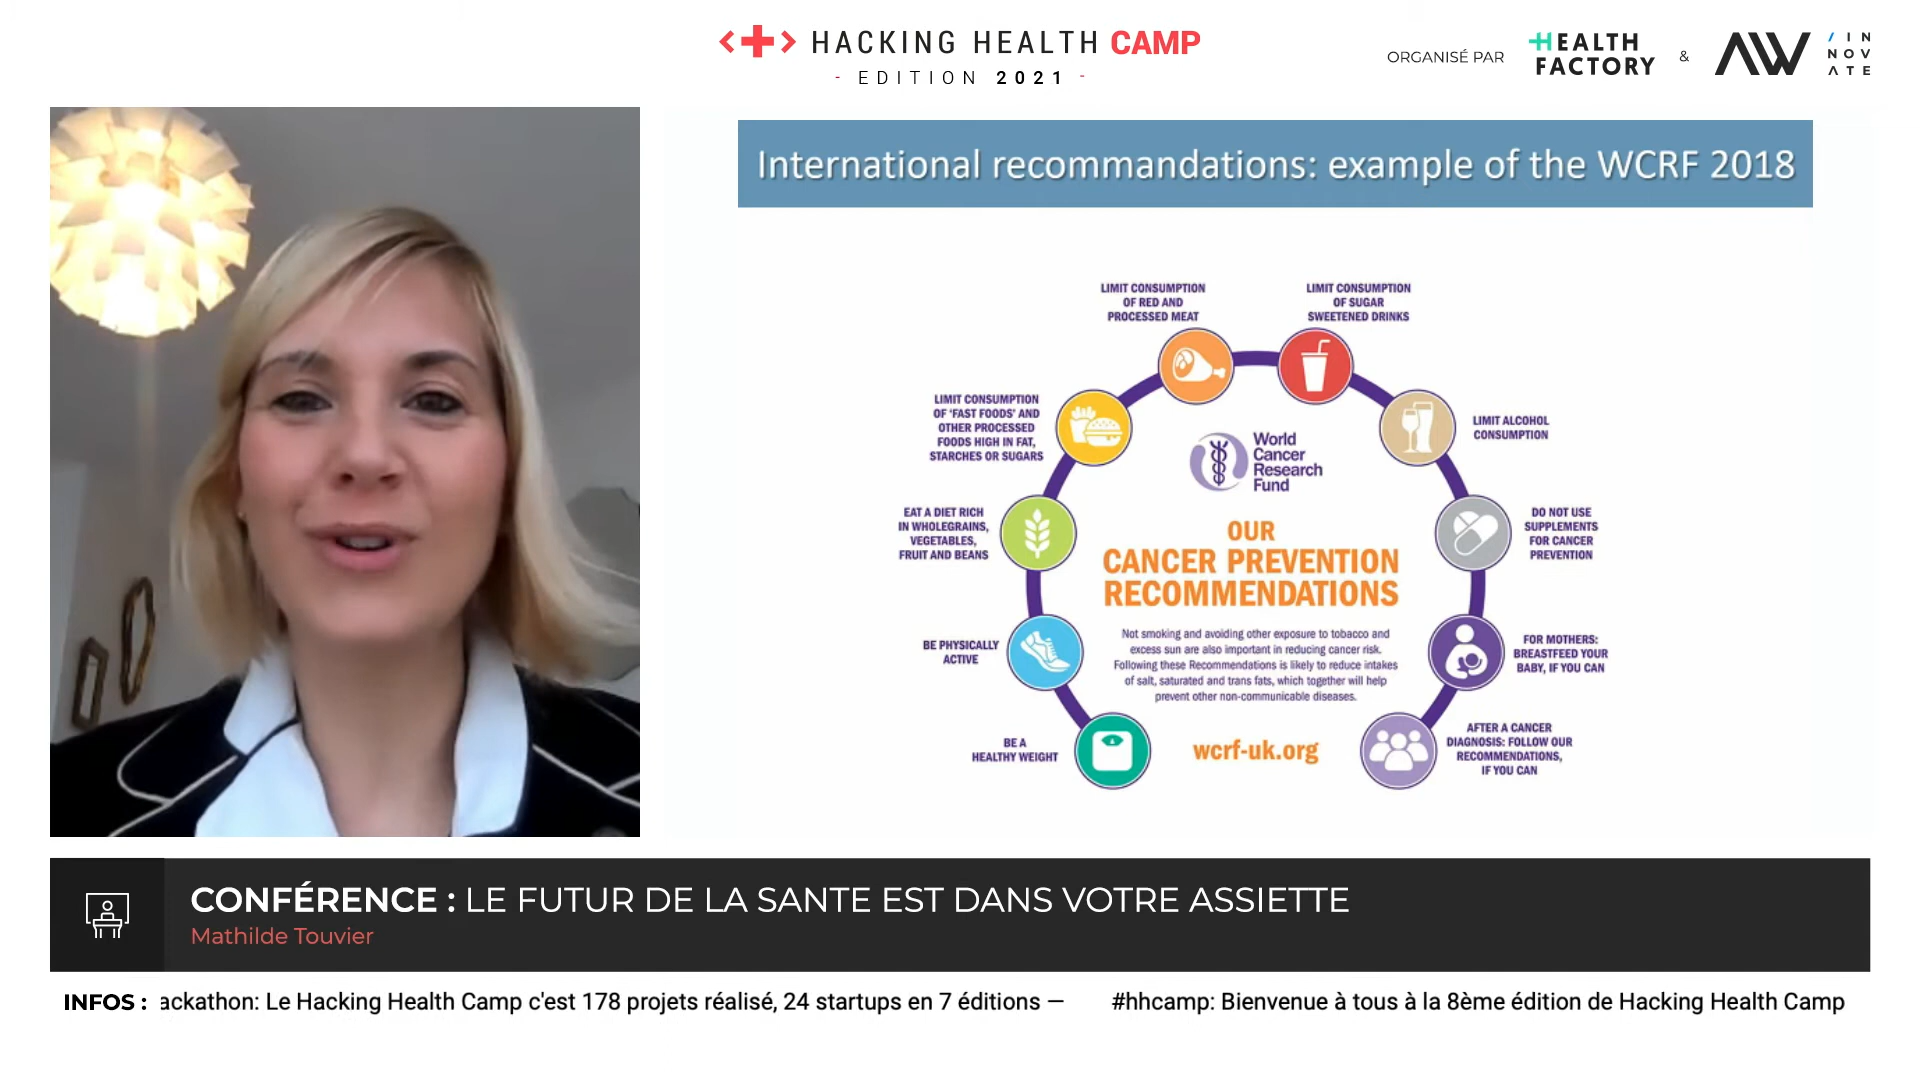 HACKING HEALTH CAMP
- EDITION 2021 -
ORGANISÉ PAR
HEALTH
FACTORY
&
AW
/IN
NOV
ATE
International recommandations: example of the WCRF 2018
LIMIT CONSUMPTION
OF RED AND
PROCESSED MEAT
LIMIT CONSUMPTION
OF SUGAR
SWEETENED DRINKS
LIMIT CONSUMPTION
OF 'FAST FOODS' AND
OTHER PROCESSED
FOODS HIGH IN FAT,
STARCHES OR SUGARS
LIMIT ALCOHOL
CONSUMPTION
World
Cancer
Research
Fund
EAT A DIET RICH
IN WHOLEGRAINS,
VEGETABLES,
FRUIT AND BEANS
DO NOT USE
SUPPLEMENTS
FOR CANCER
PREVENTION
OUR
CANCER PREVENTION
RECOMMENDATIONS
Not smoking and avoiding other exposure to tobacco and
excess sun are also important in reducing cancer risk.
Following these Recommendations is likely to reduce intakes
of salt, saturated and trans fats, which together will help
prevent other non-communicable diseases.
BE PHYSICALLY
ACTIVE
FOR MOTHERS:
BREASTFEED YOUR
BABY, IF YOU CAN
BE A
HEALTHY WEIGHT
wcrf-uk.org
AFTER A CANCER
DIAGNOSIS: FOLLOW OUR
RECOMMENDATIONS,
IF YOU CAN
CONFÉRENCE : LE FUTUR DE LA SANTE EST DANS VOTRE ASSIETTE
Mathilde Touvier
INFOS : ackathon: Le Hacking Health Camp c'est 178 projets réalisé, 24 startups en 7 éditions — #hhcamp: Bienvenue à tous à la 8ème édition de Hacking Health Camp